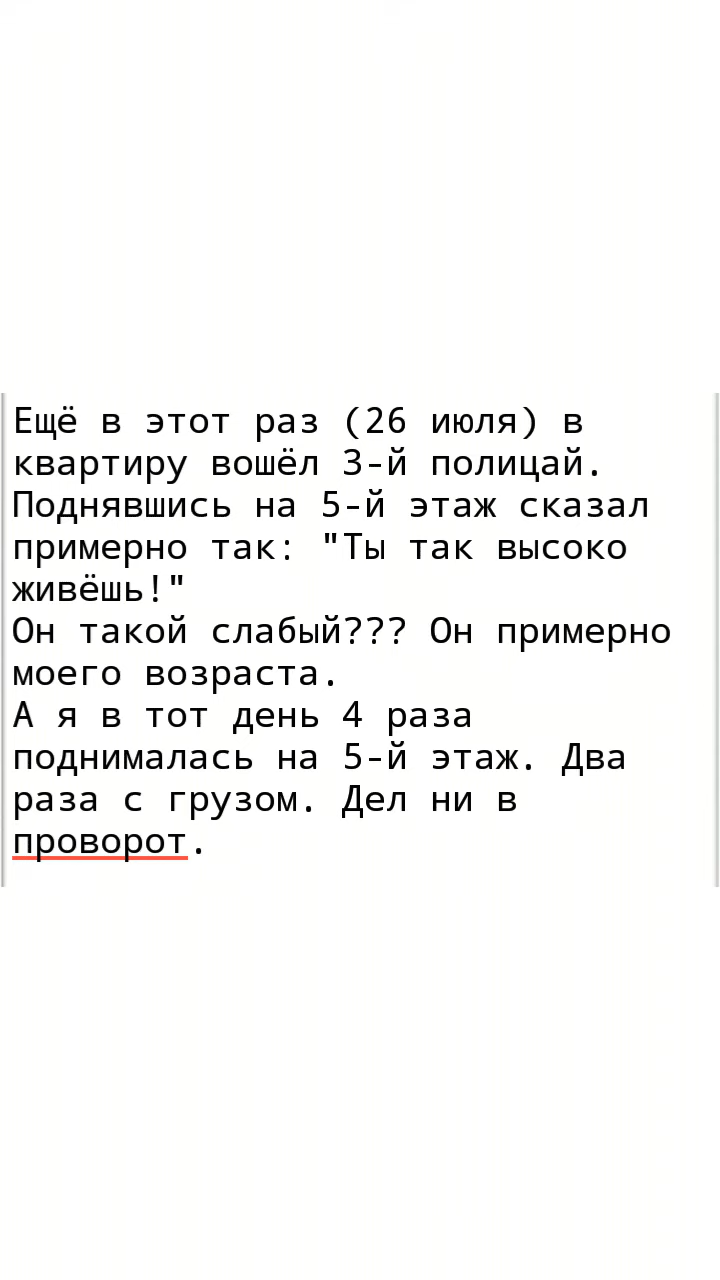 Ещё в этот раз (26 июля) в
квартиру вошёл 3-й полицай.
Поднявшись на 5-й этаж сказал
примерно так: "Ты так высоко
живёшь!"
Он такой слабый??? Он примерно
моего возраста.
А я в тот день 4 раза
поднималась на 5-й этаж. Два
раза с грузом. Дел ни в
проворот.